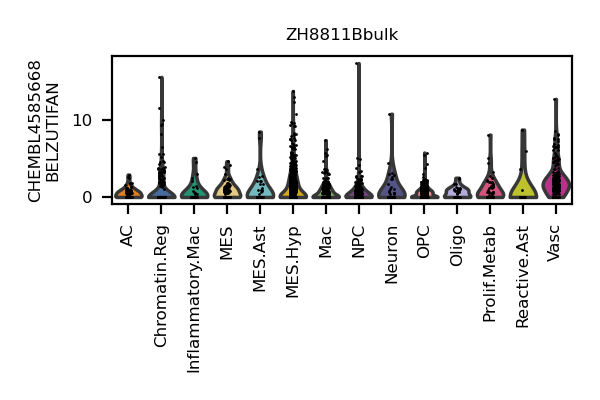 ZH8811Bbulk
CHEMBL4585668
BELZUTIFAN
10
0
AC
Chromatin.Reg
Inflammatory.Mac
MES
MES.Ast
MES.Hyp
Mac
NPC
Neuron
OPC
Oligo
Prolif.Metab
Reactive.Ast
Vasc